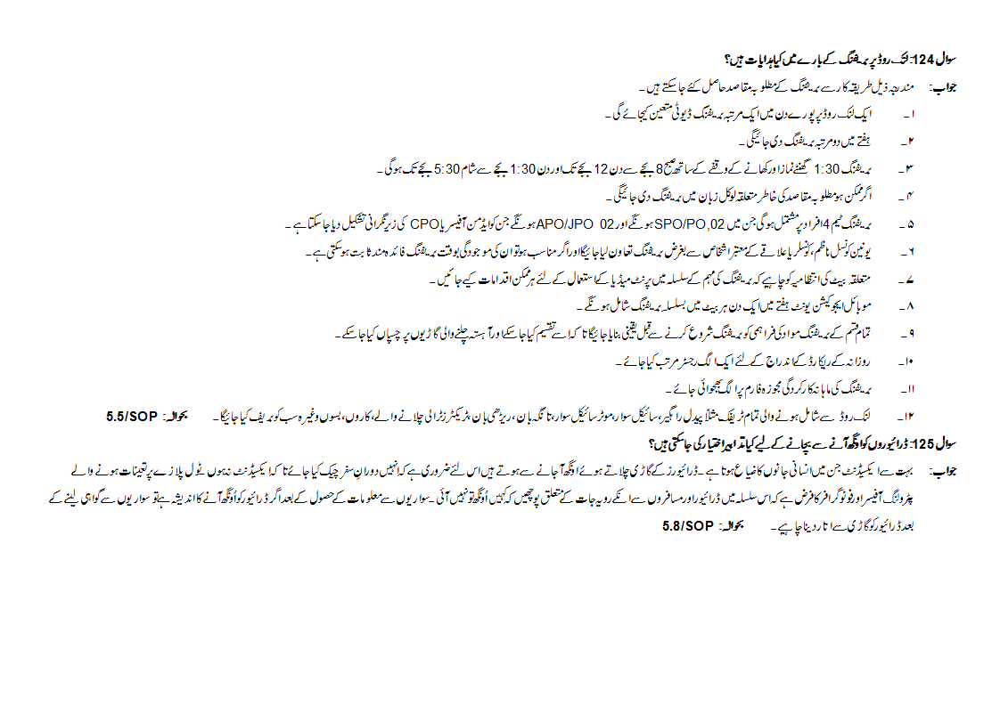 سوال 124: لنک روڈ پر بریفنگ کے بارے میں کیا ہدایات ہیں؟
جواب: مندرجہ ذیل طریقہ کار سے بریفنگ کے مطلوبہ مقاصد حاصل کئے جا سکتے ہیں ۔
۱۔ ایک لنک روڈ پر پورے دن میں ایک مرتبہ بریفنگ ڈیوٹی متعین کیجائے گی ۔
۲۔ ہفتے میں دو مرتبہ بریفنگ دی جائیگی ۔
۳۔ بریفنگ 1:30 گھنٹے نماز اور کھانے کے وقفے کے ساتھ صبح 8 بجے سے دن 12 بجے تک اور دن 1:30 بجے سے شام 5:30 بجے تک ہو گی ۔
۴۔ اگر ممکن ہو مطلوبہ مقاصد کی خاطر متعلقہ لوکل زبان میں بریفنگ دی جائیگی ۔
۵۔ بریفنگ ٹیم 4 افراد پر مشتمل ہو گی جن میں 02 ,SPO/PO ہونگے اور 02 APO/JPO ہونگے جن کو ایڈمن آفیسر یا CPO کی زیر نگرانی تشکیل دیا جا سکتا ہے ۔
۶۔ یونین کونسل ناظم، کونسلر یا علاقے کے معتبر اشخاص سے بغرض بریفنگ تعاون لیا جائیگا اور اگر مناسب ہو تو ان کی موجودگی بوقت بریفنگ فائدہ مند ثابت ہو سکتی ہے ۔
۷۔ متعلقہ بیٹ کی انتظامیہ کو چاہیے کہ بریفنگ کی مہم کے سلسلہ میں پرنٹ میڈیا کے استعمال کے لئے ہر ممکن اقدامات کیے جائیں ۔
۸۔ موبائل ایجوکیشن یونٹ ہفتے میں ایک دن ہر بیٹ میں بسلسلہ بریفنگ شامل ہونگے ۔
۹۔ تمام قسم کے بریفنگ مواد کی فراہمی کو بریفنگ شروع کرنے سے قبل یقینی بنایا جائیگا تا کہ اسے تقسیم کیا جا سکے اور آہستہ چلنے والی گاڑیوں پر چسپاں کیا جا سکے ۔
۱۰۔ روزانہ کے ریکارڈ کے اندراج کے لئے ایک الگ رجسٹر مرتب کیا جائے ۔
۱۱۔ بریفنگ کی ماہانہ کارکردگی مجوزہ فارم پر الگ بھجوائی جائے ۔
۱۲۔ لنک روڈ سے شامل ہونے والی تمام ٹریفک مثلاً پیدل راہگیر، سائیکل سوار، موٹر سائیکل سوار، تانگہ بان، ریڑھی بان، ٹریکٹر ٹرالی چلانے والے، کاروں، بسوں وغیرہ سب کو بریف کیا جائیگا ۔ بحوالہ: 5.5/SOP
سوال 125: ڈرائیوروں کو اونگھ آنے سے بچانے کے لیے کیا تدابیر اختیار کی جا سکتی ہیں؟
جواب: بہت سے ایکسیڈنٹ جن میں انسانی جانوں کا ضیاع ہوتا ہے ۔ ڈرائیورز کے گاڑی چلاتے ہوئے اونگھ آ جانے سے ہوتے ہیں اس لئے ضروری ہے کہ انہیں دوران سفر چیک کیا جائے تا کہ ایکسیڈنٹ نہ ہوں ۔ ٹول پلازے پر تعینات ہونے والے
پٹرولنگ آفیسر اور فوٹوگرافر کا فرض ہے کہ اس سلسلہ میں ڈرائیور اور مسافروں سے انکے رویہ جات کے متعلق پوچھیں کہ کہیں اونگھ تو نہیں آئی ۔ سواریوں سے معلومات کے حصول کے بعد اگر ڈرائیور کو اونگھ آنے کا اندیشہ ہے تو سواریوں سے گواہی لینے کے
بعد ڈرائیور کو گاڑی سے اتار دینا چاہیے ۔ بحوالہ: 5.8/SOP